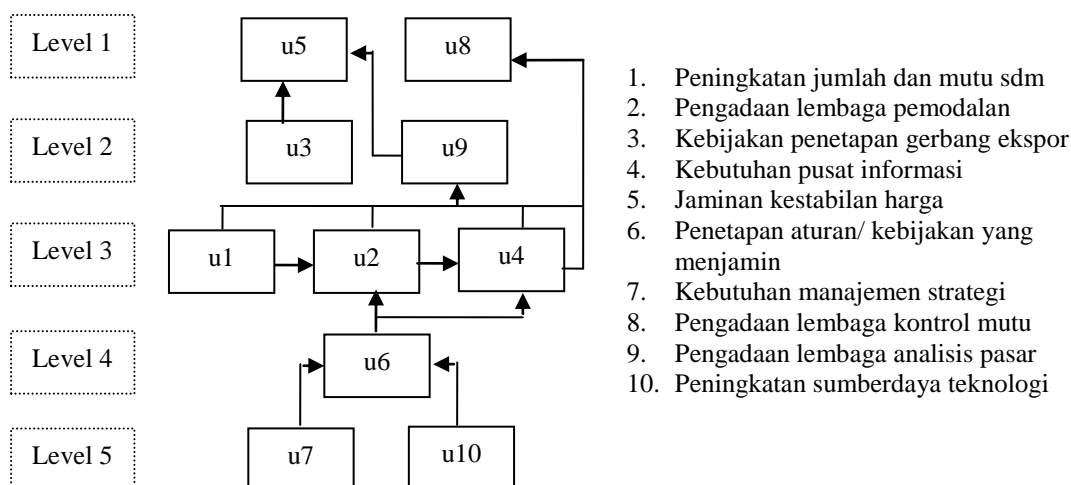 Level 1
u5
u8
Level 2
u3
u9
Level 3
u1
u2
u4
Level 4
u6
Level 5
u7
u10
1. Peningkatan jumlah dan mutu sdm
2. Pengadaan lembaga pemodalan
3. Kebijakan penetapan gerbang ekspor
4. Kebutuhan pusat informasi
5. Jaminan kestabilan harga
6. Penetapan aturan/ kebijakan yang
menjamin
7. Kebutuhan manajemen strategi
8. Pengadaan lembaga kontrol mutu
9. Pengadaan lembaga analisis pasar
10. Peningkatan sumberdaya teknologi